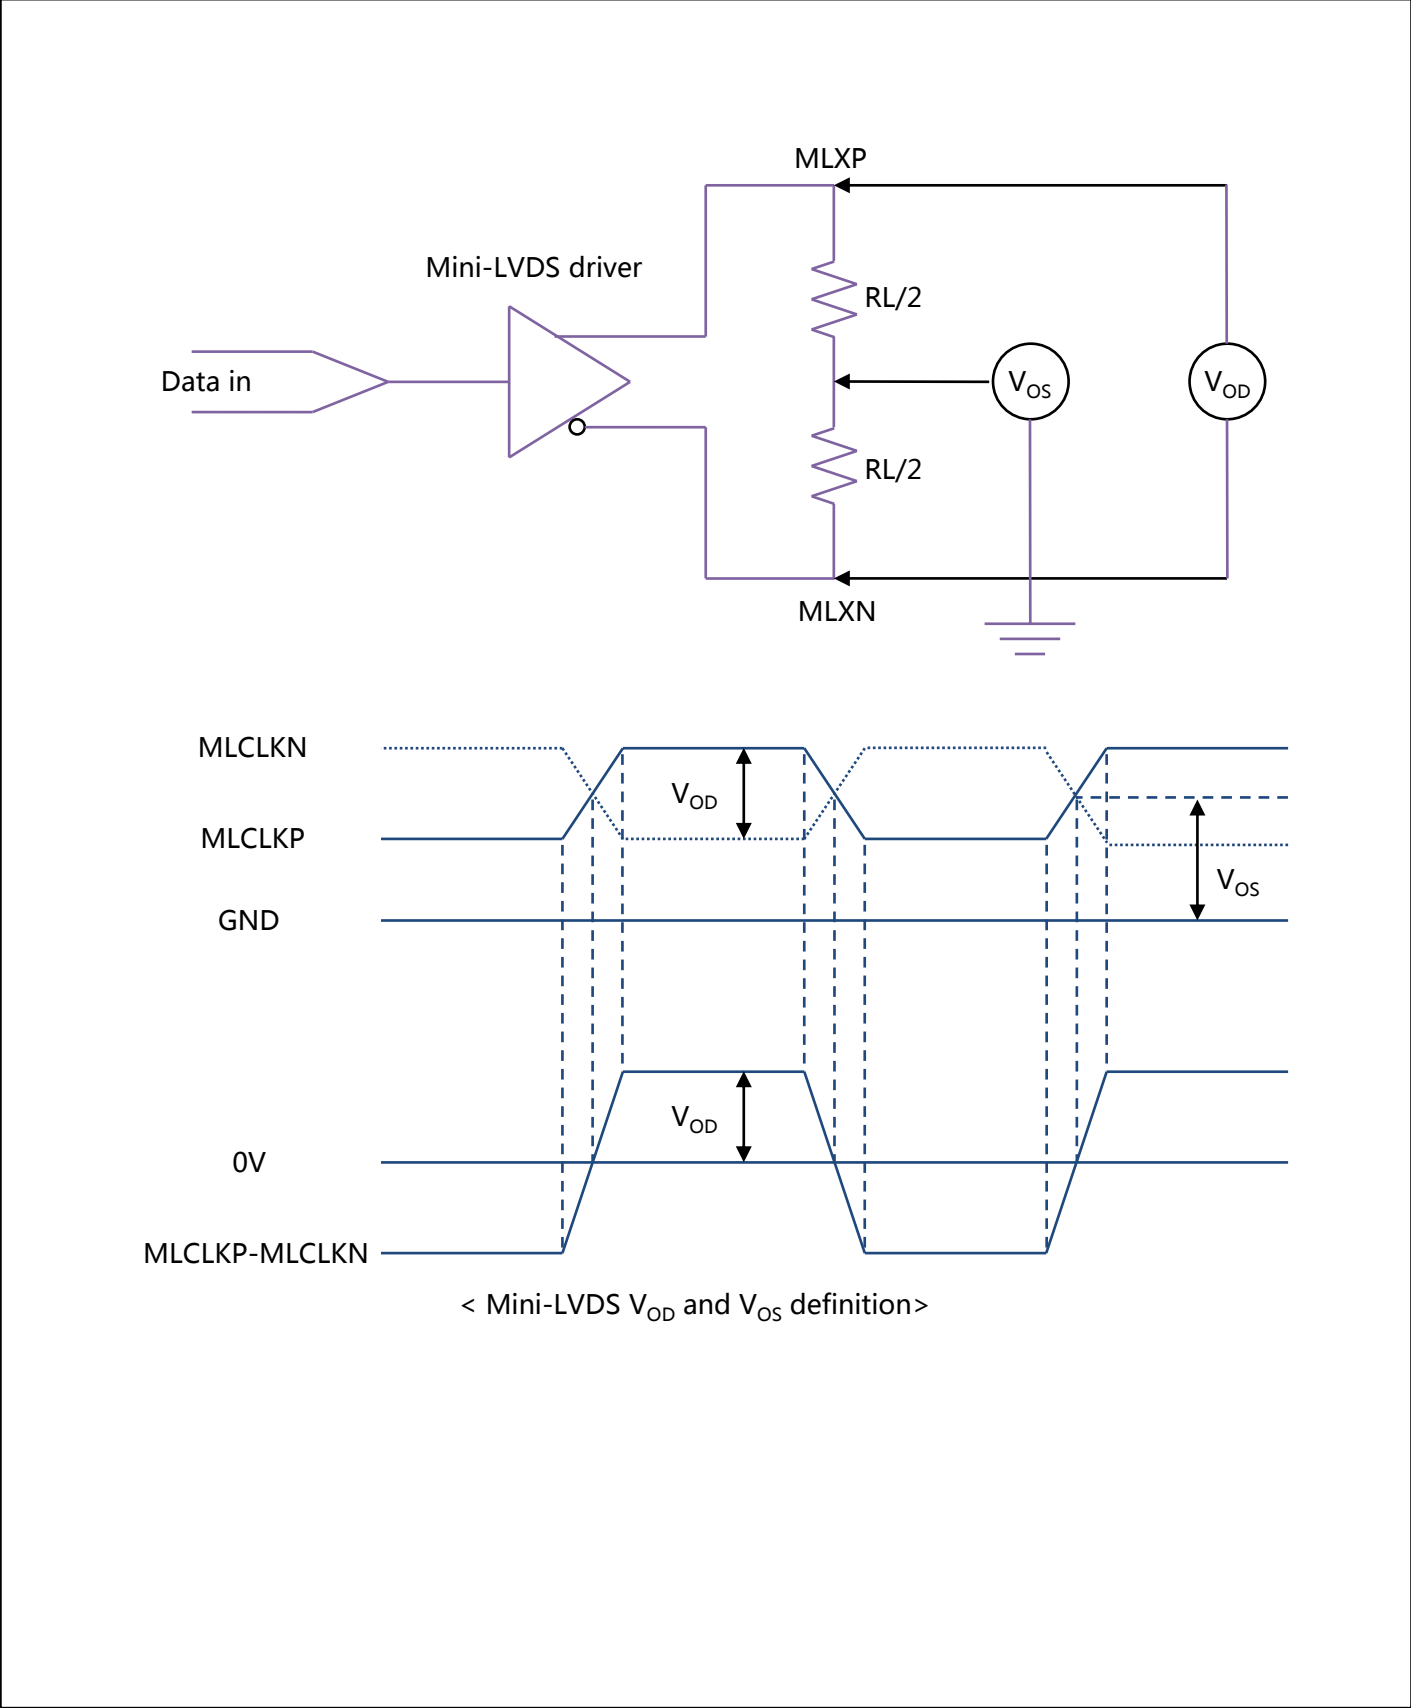 MLXP
Mini-LVDS driver
RL/2
Data in
VOS
VOD
RL/2
MLXN
MLCLKN
VOD
MLCLKP
VOS
GND
VOD
0V
MLCLKP-MLCLKN
< Mini-LVDS VOD and VOS definition>